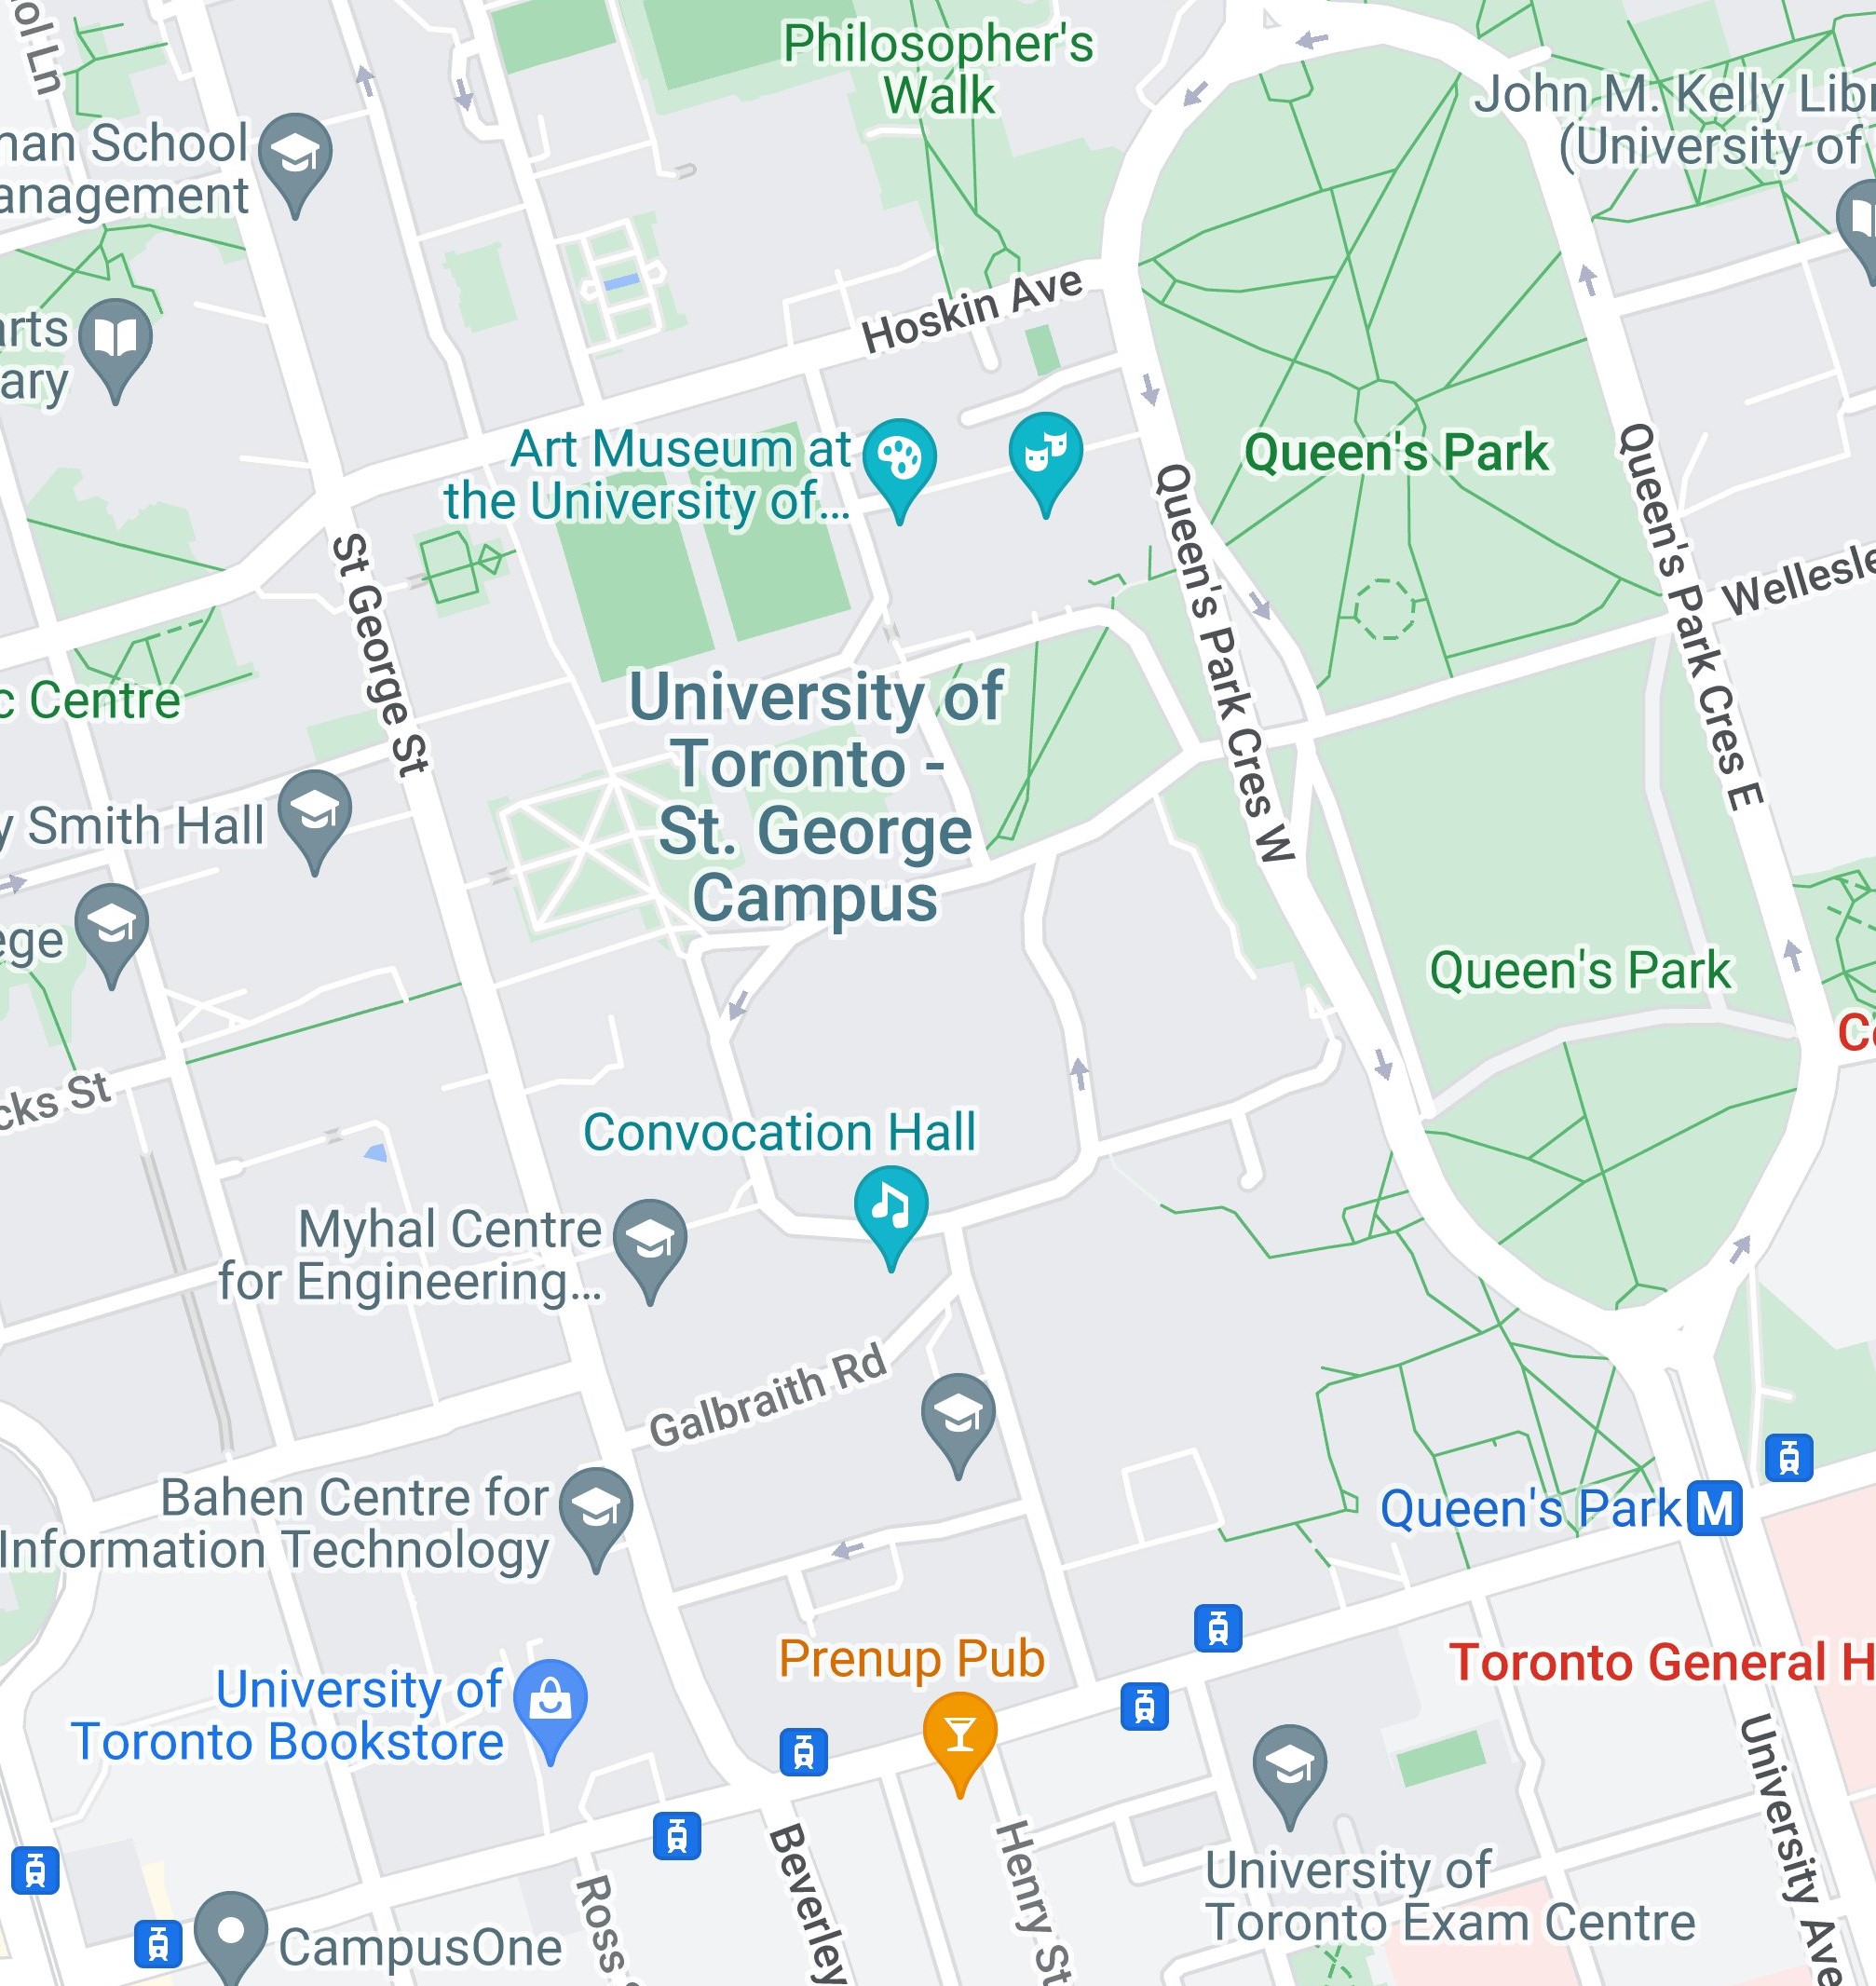 ol Ln
Philosopher's
Walk
John M. Kelly Libr
(University of
nan School
anagement
arts
ary
Hoskin Ave
Art Museum at
the University of...
Queen's Park
Queen's Park Cres W
Queen's Park Cres E
Wellesle
St George St
c Centre
University of
Toronto -
St. George
Campus
y Smith Hall
ege
Queen's Park
Co
cks St
Convocation Hall
Myhal Centre
for Engineering...
Galbraith Rd
Bahen Centre for
Information Technology
Queen's Park M
Prenup Pub
Toronto General H
University of
Toronto Bookstore
University Ave
Beverley
Henry St
Ross
University of
Toronto Exam Centre
CampusOne